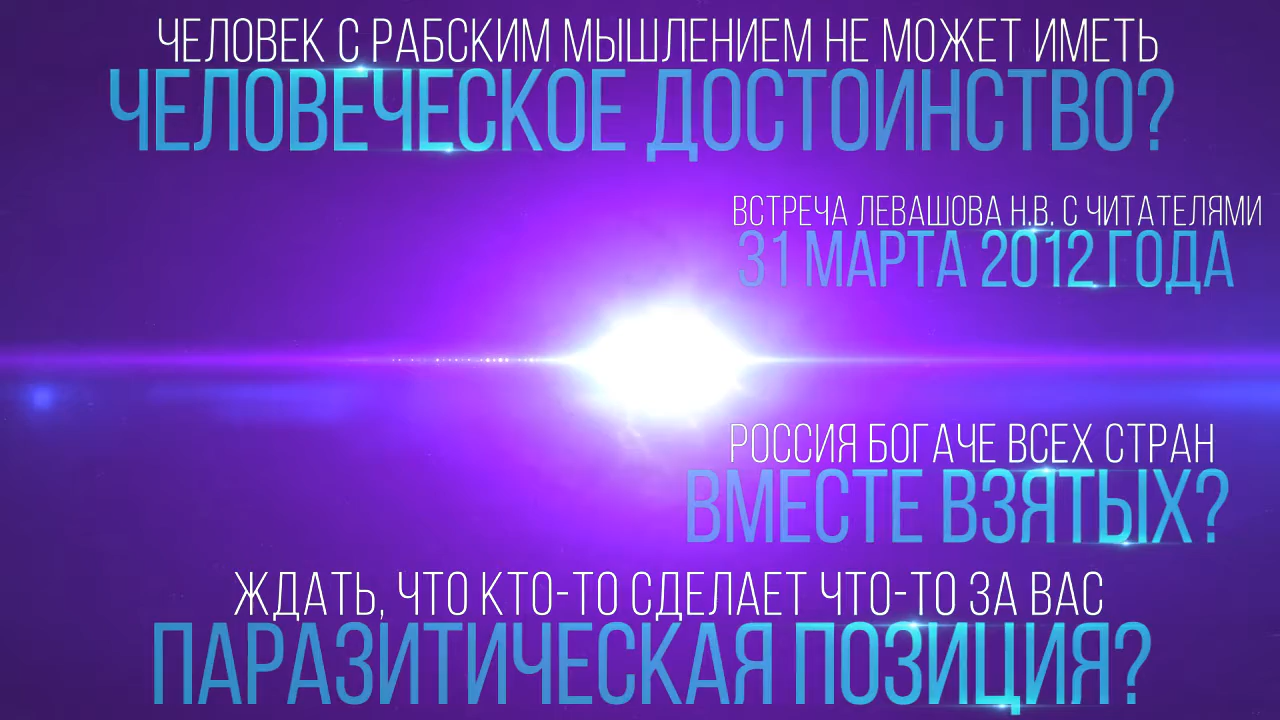 ЧЕЛОВЕК С РАБСКИМ МЫШЛЕНИЕМ НЕ МОЖЕТ ИМЕТЬ
ЧЕЛОВЕЧЕСКОЕ ДОСТОИНСТВО?
ВСТРЕЧА ЛЕВАШОВА Н.В. С ЧИТАТЕЛЯМИ
31 МАРТА 2012 ГОДА
РОССИЯ БОГАЧЕ ВСЕХ СТРАН
ВМЕСТЕ ВЗЯТЫХ?
ЖДАТЬ, ЧТО КТО-ТО СДЕЛАЕТ ЧТО-ТО ЗА ВАС
ПАРАЗИТИЧЕСКАЯ ПОЗИЦИЯ?